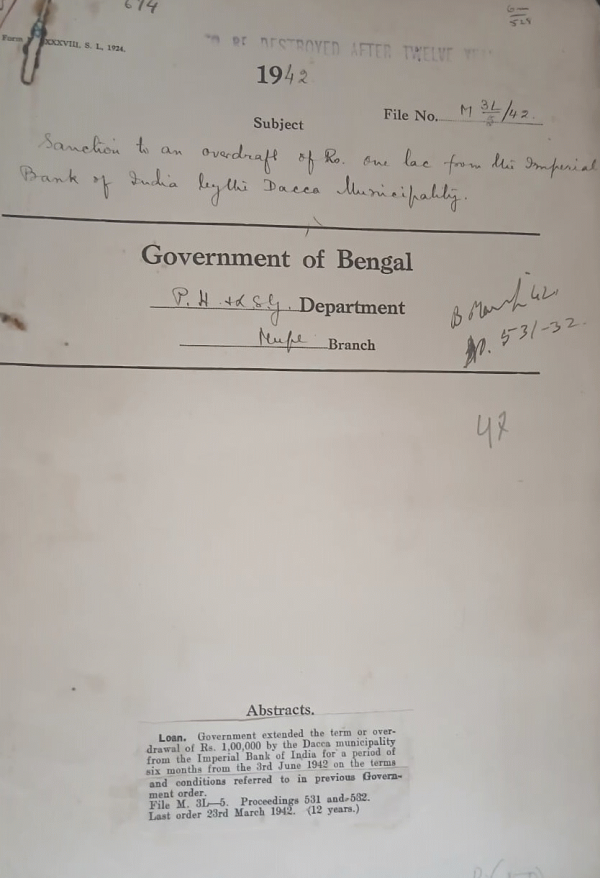 674
G—
524
Form XXXVIII, S. L, 1924.
TO BE DESTROYED AFTER TWELVE
1942
File No. M 3L/5/42.
Subject
Sanction to an overdraft of Rs. one lac from the Imperial
Bank of India by the Dacca Municipality.
Government of Bengal
P. H. & L S. G. Department
Branch
B March 42.
p. 531-32.
Abstracts.
Loan. Government extended the term or over-
drawal of Rs. 1,00,000 by the Dacca municipality
from the Imperial Bank of India for a period of
six months from the 3rd June 1942 on the terms
and conditions referred to in previous Govern-
ment order.
File M. 3L—5. Proceedings 531 and 532.
Last order 23rd March 1942. (12 years.)